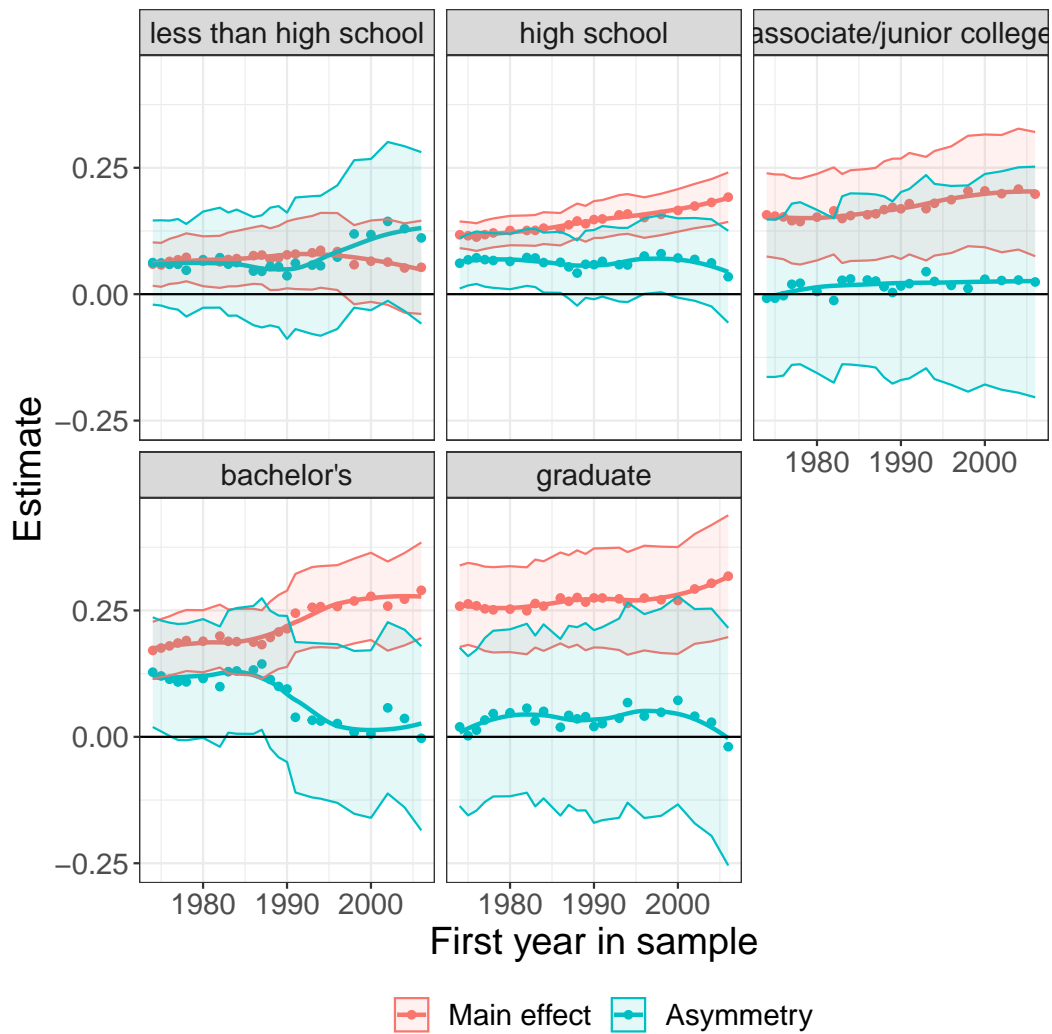 less than high school
high school
associate/junior college
0.25
0.00
−0.25
1980
1990
2000
Estimate
bachelor's
graduate
0.25
0.00
−0.25
1980
1990
2000
1980
1990
2000
First year in sample
Main effect
Asymmetry